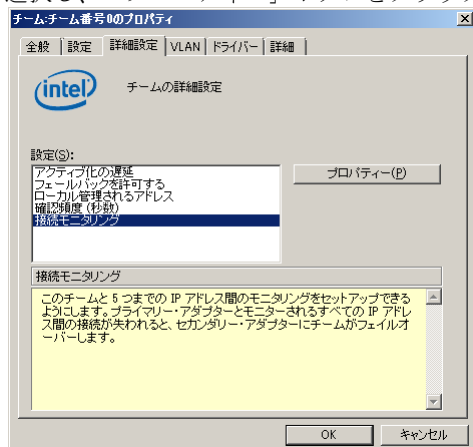 チーム:チーム番号0のプロパティ
全般 設定 詳細設定 VLAN ドライバー 詳細
intel チームの詳細設定
設定(S):
アクティブ化の遅延
フェールバックを許可する
ローカル管理されるアドレス
確認頻度 (秒数)
接続モニタリング
プロパティー(P)
接続モニタリング
このチームと 5 つまでの IP アドレス間のモニタリングをセットアップできる
ようにします。プライマリー・アダプターとモニターされるすべての IP アドレ
ス間の接続が失われると、セカンダリー・アダプターにチームがフェイルオ
ーバーします。
OK キャンセル